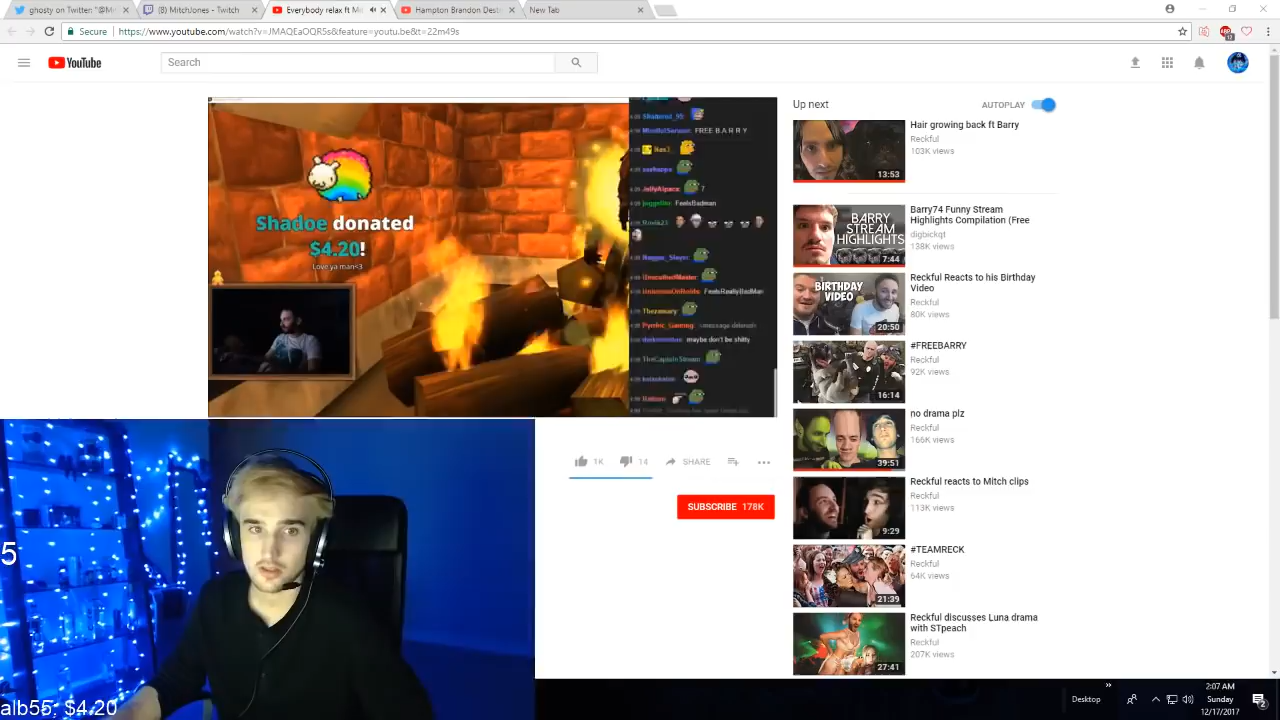 ghosty on Twitter: "@Mi
(B) MitchJones - Twitch
Everybody relax ft Mi
Hampton Brandon Dest
New Tab
Secure
https://www.youtube.com/watch?v=JMAQEaOQR5s&feature=youtu.be&t=22m49s
YouTube
Search
Up next
AUTOPLAY
Hair growing back ft Barry
Reckful
103K views
13:53
Barry74 Funny Stream
Highlights Compilation (Free
digbickqt
138K views
BARRY
STREAM
HIGHLIGHTS
7:44
Reckful Reacts to his Birthday
Video
Reckful
80K views
BIRTHDAY
VIDEO
20:50
#FREEBARRY
Reckful
92K views
16:14
no drama plz
Reckful
166K views
39:51
Reckful reacts to Mitch clips
Reckful
113K views
9:29
#TEAMRECK
Reckful
64K views
21:39
Reckful discusses Luna drama
with STpeach
Reckful
207K views
27:41
Shadoe donated
$4.20!
Love ya man<3
FREE B A R R Y
FeelsBadman
maybe don't be shitty
TheCaptainStream
1K
14
SHARE
SUBSCRIBE 178K
5
alb55: $4.20
Desktop
2:07 AM
Sunday
12/17/2017
2